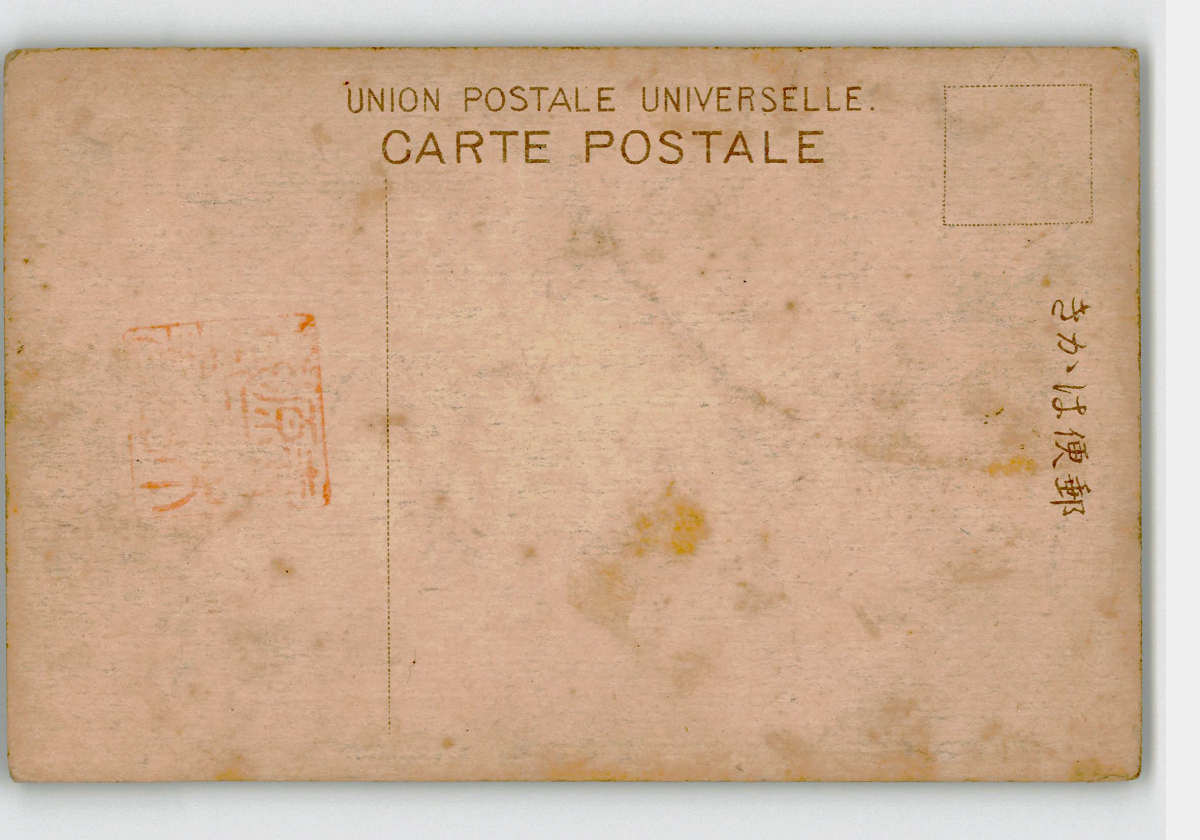 UNION POSTALE UNIVERSELLE.
CARTE POSTALE
郵便はかき